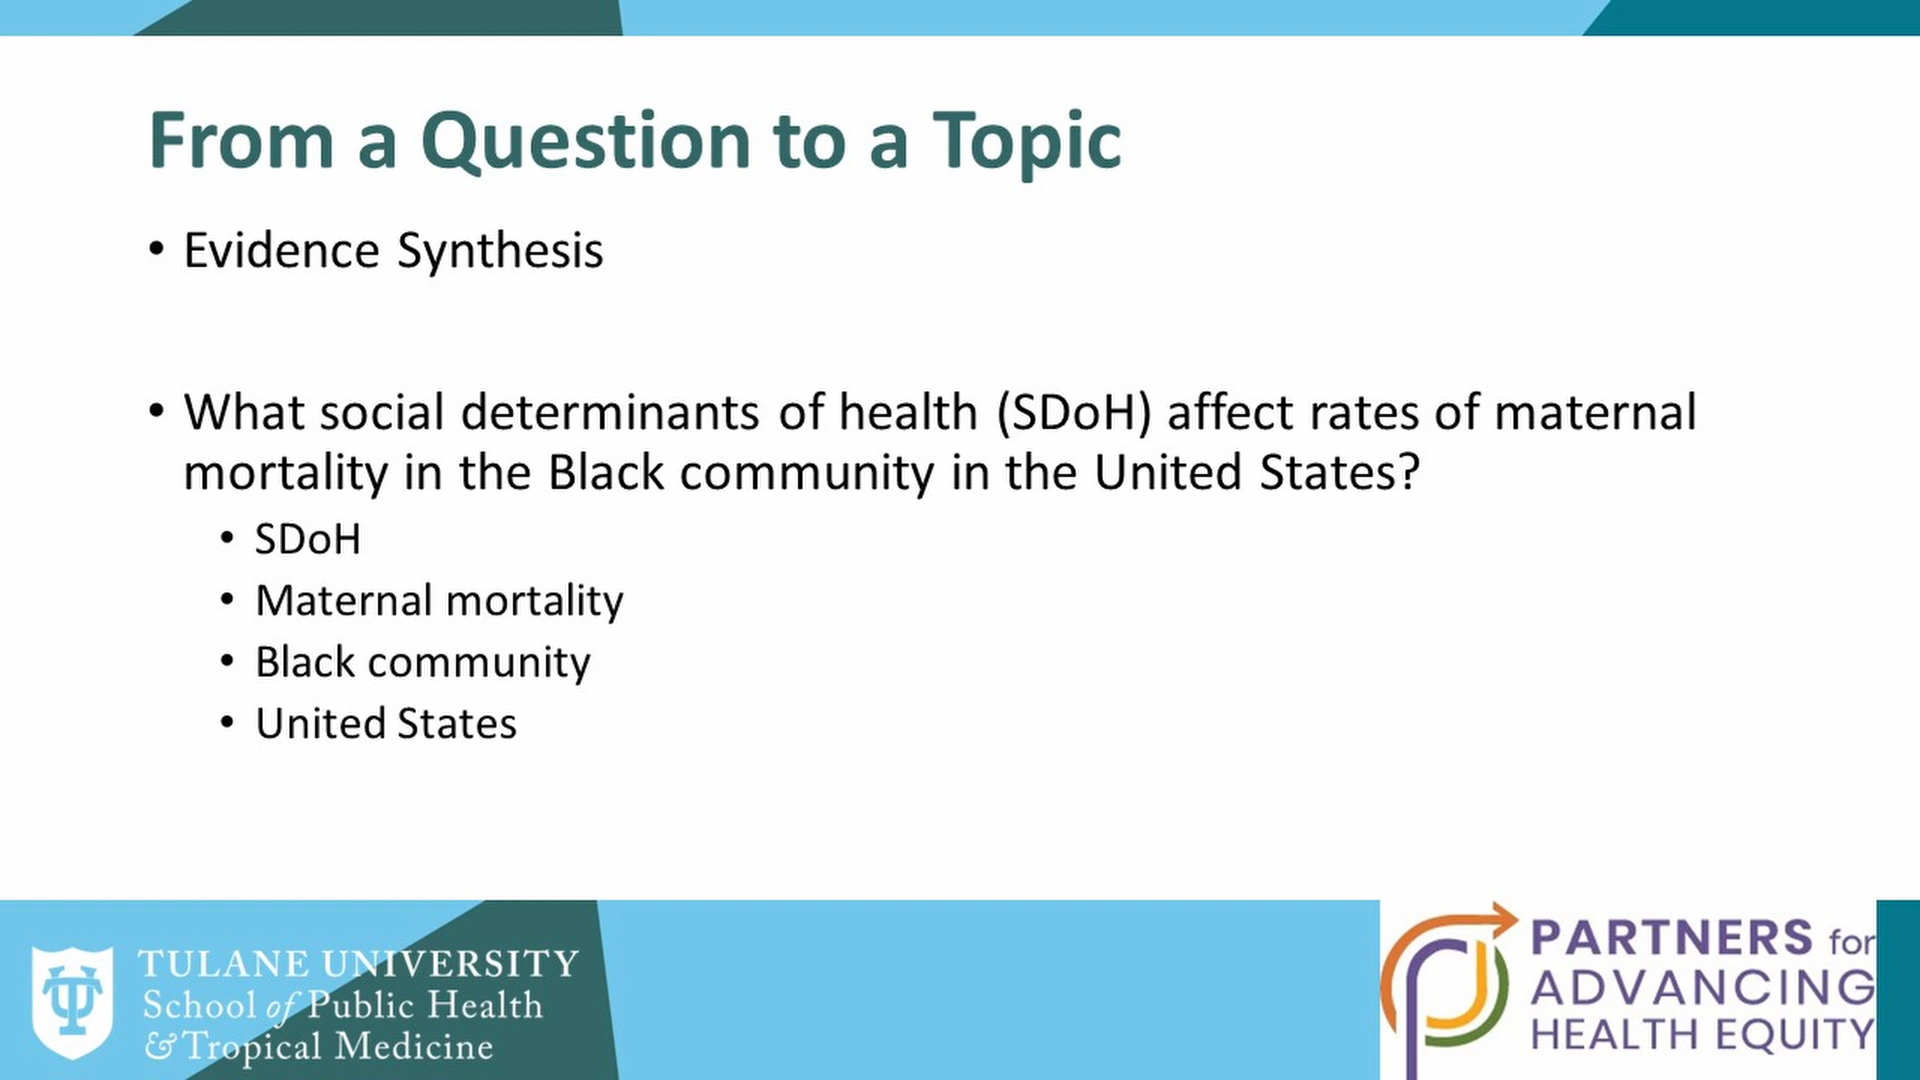 From a Question to a Topic
• Evidence Synthesis
• What social determinants of health (SDoH) affect rates of maternal
mortality in the Black community in the United States?
• SDoH
• Maternal mortality
• Black community
• United States
TULANE UNIVERSITY
School of Public Health
& Tropical Medicine
PARTNERS for
ADVANCING
HEALTH EQUITY